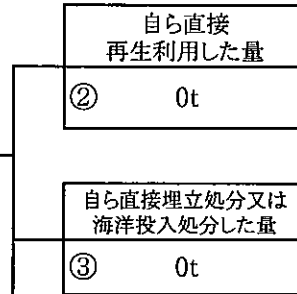 自ら直接
再生利用した量
② 0t
自ら直接埋立処分又は
海洋投入処分した量
③ 0t